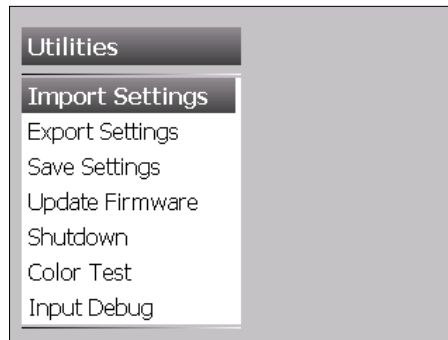 Utilities
Import Settings
Export Settings
Save Settings
Update Firmware
Shutdown
Color Test
Input Debug